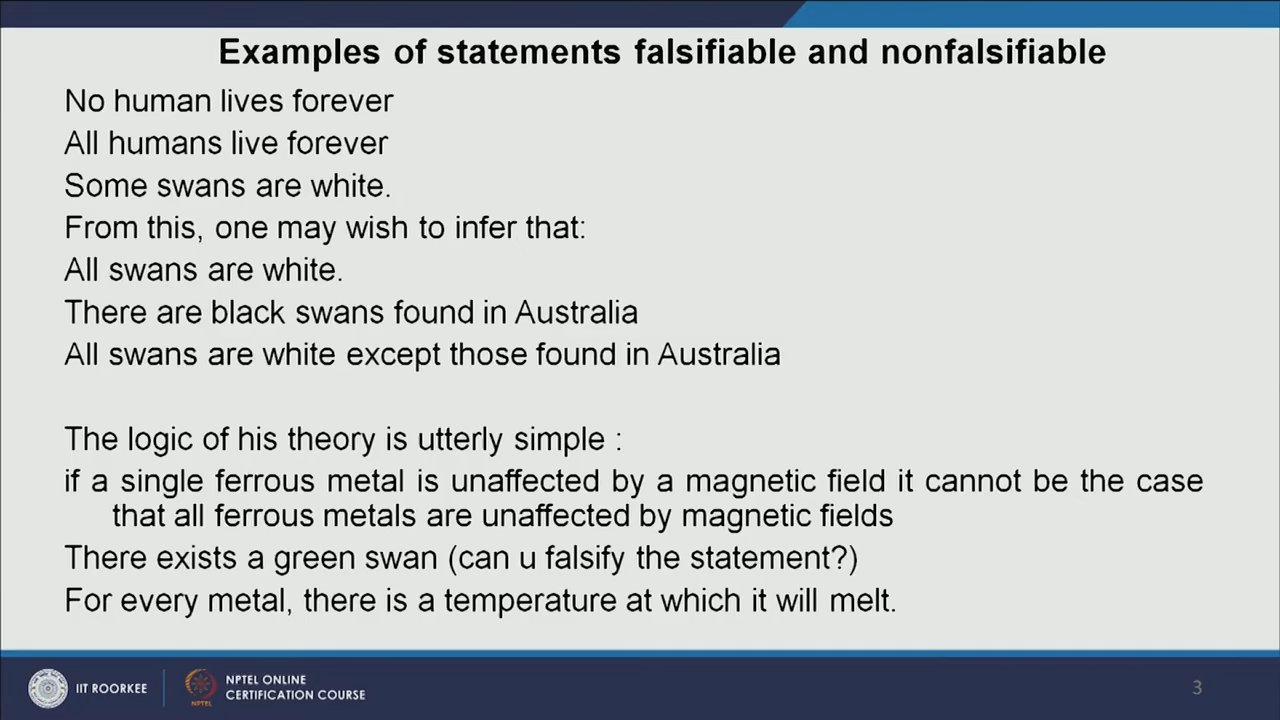 Examples of statements falsifiable and nonfalsifiable
No human lives forever
All humans live forever
Some swans are white.
From this, one may wish to infer that:
All swans are white.
There are black swans found in Australia
All swans are white except those found in Australia
The logic of his theory is utterly simple :
if a single ferrous metal is unaffected by a magnetic field it cannot be the case
that all ferrous metals are unaffected by magnetic fields
There exists a green swan (can u falsify the statement?)
For every metal, there is a temperature at which it will melt.
IIT ROORKEE
NPTEL
NPTEL ONLINE
CERTIFICATION COURSE
3